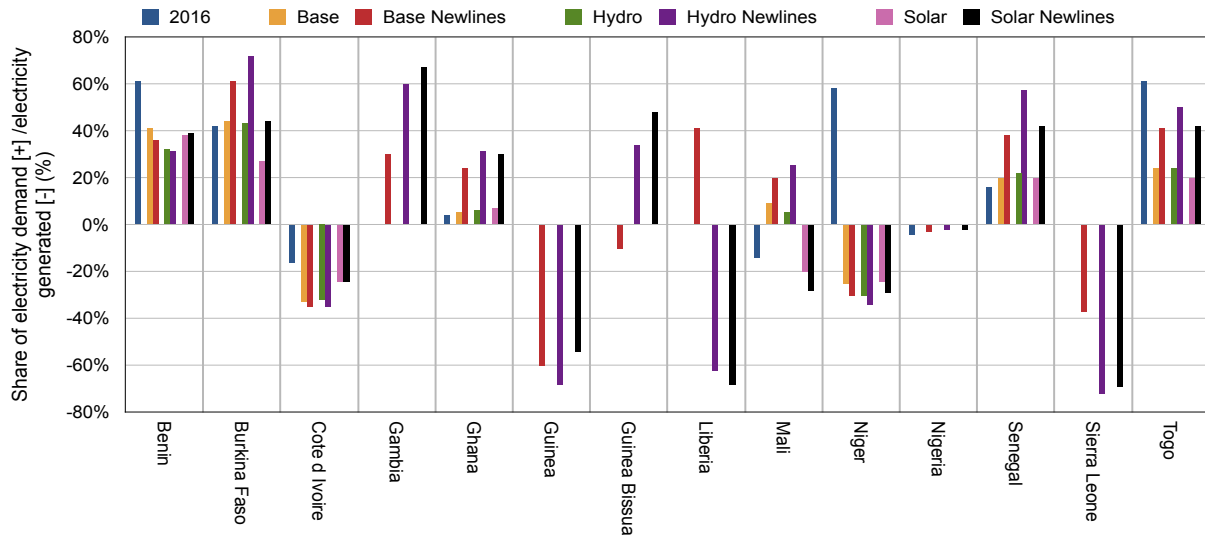 2016 Base Base Newlines Hydro Hydro Newlines Solar Solar Newlines
Share of electricity demand [+] /electricity
generated [-] (%)
80%
60%
40%
20%
0%
-20%
-40%
-60%
-80%
Benin
Burkina Faso
Cote d Ivoire
Gambia
Ghana
Guinea
Guinea Bissua
Liberia
Mali
Niger
Nigeria
Senegal
Sierra Leone
Togo